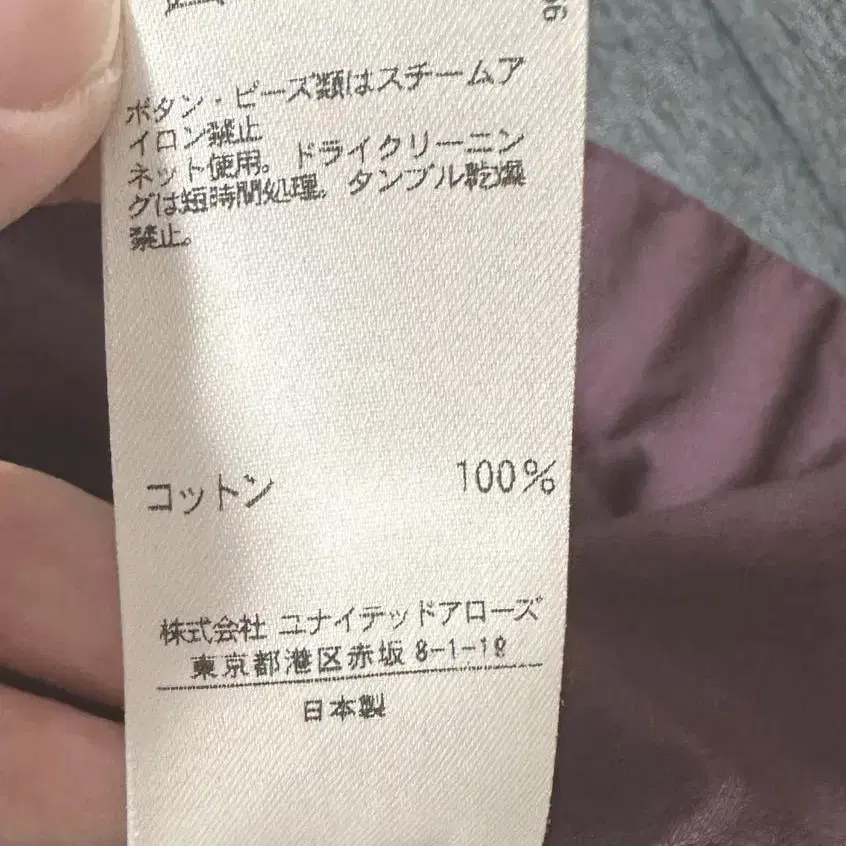 ボタン・ビーズ類はスチームア
イロン禁止
ネット使用。ドライクリーニン
グは短時間処理。タンブル乾燥
禁止。
コットン 100%
株式会社 ユナイテッドアローズ
東京都港区赤坂 8-1-19
日本製